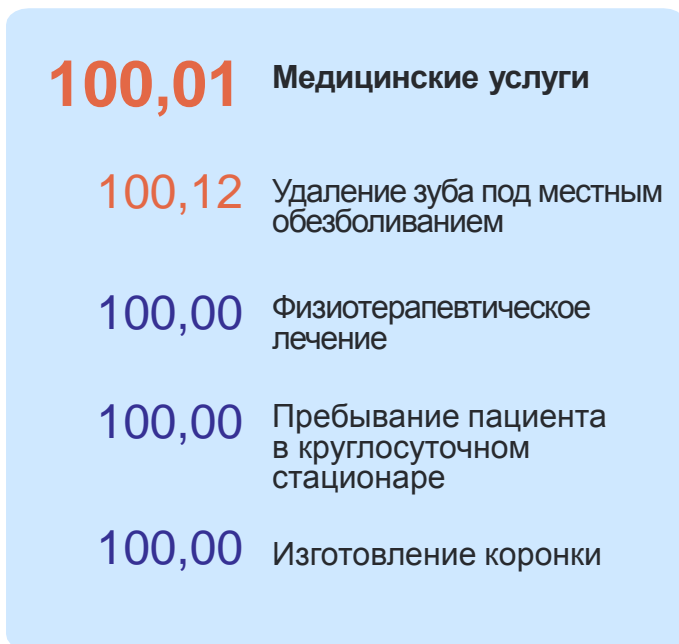 100,01 Медицинские услуги
100,12 Удаление зуба под местным
обезболиванием
100,00 Физиотерапевтическое
лечение
100,00 Пребывание пациента
в круглосуточном
стационаре
100,00 Изготовление коронки